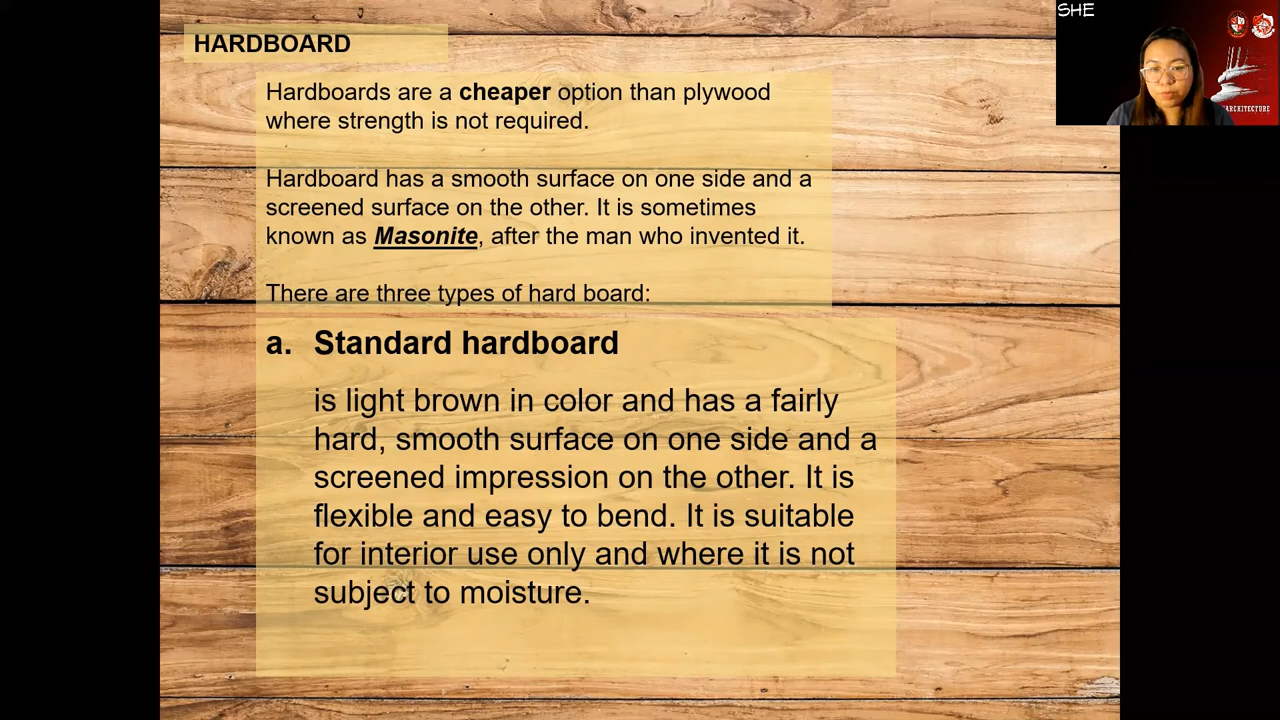 SHE
HARDBOARD
Hardboards are a cheaper option than plywood
where strength is not required.
Hardboard has a smooth surface on one side and a
screened surface on the other. It is sometimes
known as Masonite, after the man who invented it.
There are three types of hard board:
a. Standard hardboard
is light brown in color and has a fairly
hard, smooth surface on one side and a
screened impression on the other. It is
flexible and easy to bend. It is suitable
for interior use only and where it is not
subject to moisture.
ARCHITECTURE